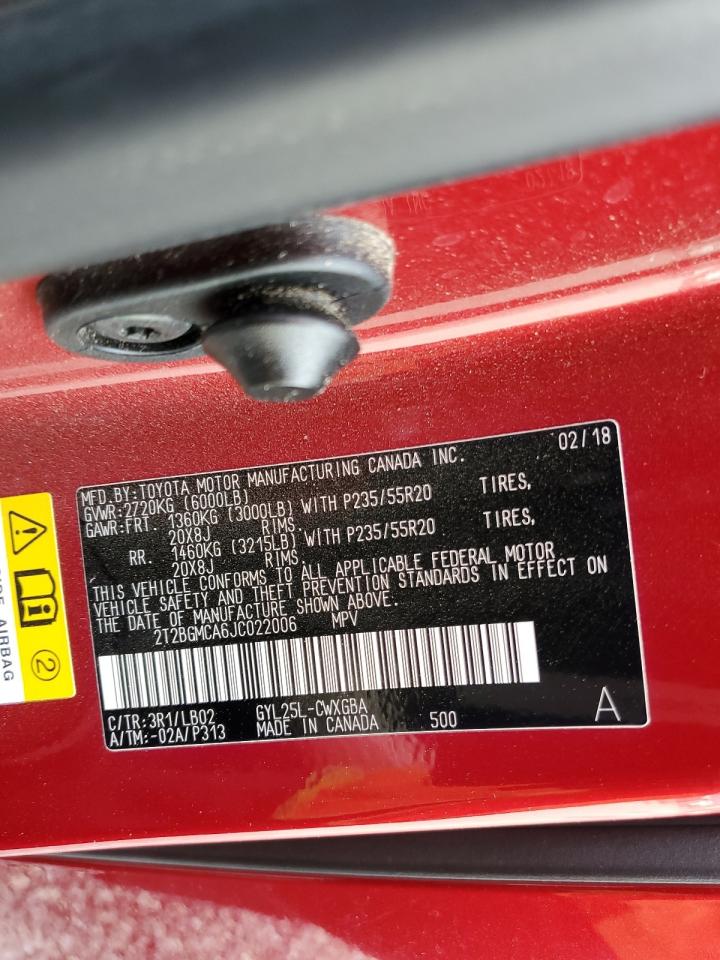 02/18
MFD.BY:TOYOTA MOTOR MANUFACTURING CANADA INC.
GVWR:2720KG (6000LB)
GAWR:FRT. 1360KG (3000LB) WITH P235/55R20 TIRES,
20X8J RIMS.
RR. 1460KG (3215LB) WITH P235/55R20 TIRES,
20X8J RIMS.
THIS VEHICLE CONFORMS TO ALL APPLICABLE FEDERAL MOTOR
VEHICLE SAFETY AND THEFT PREVENTION STANDARDS IN EFFECT ON
THE DATE OF MANUFACTURE SHOWN ABOVE.
2T2BGMCA6JC022006 MPV
C/TR:3R1/LB02 GYL25L-CWXGBA
A/TM:-02A/P313 MADE IN CANADA 500 A
SIDE AIRBAG
2